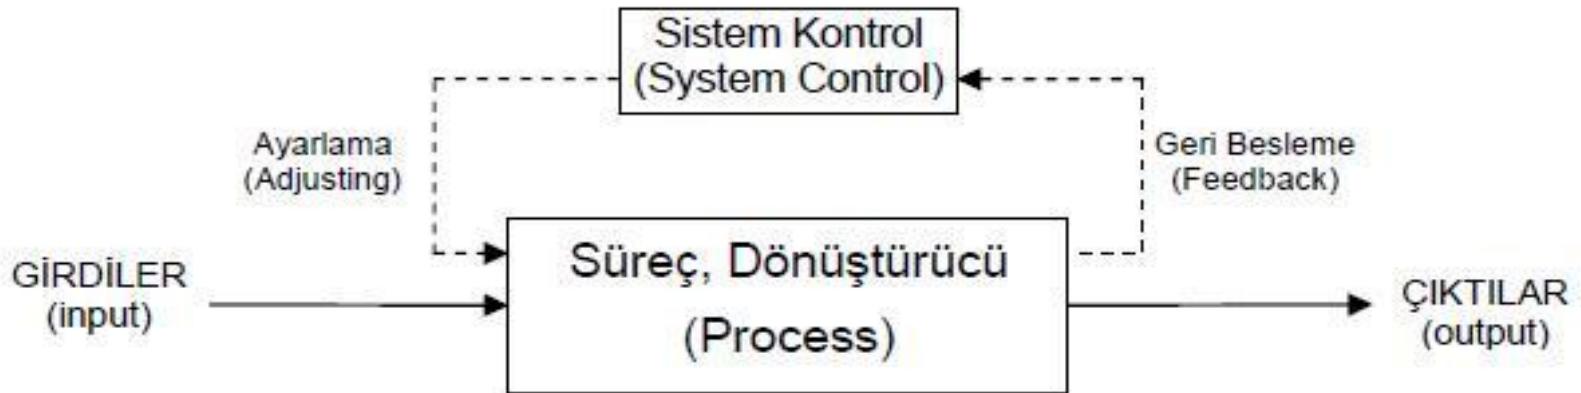 Sistem Kontrol
(System Control)
Ayarlama
(Adjusting)
Geri Besleme
(Feedback)
GİRDİLER
(input)
Süreç, Dönüştürücü
(Process)
ÇIKTILAR
(output)